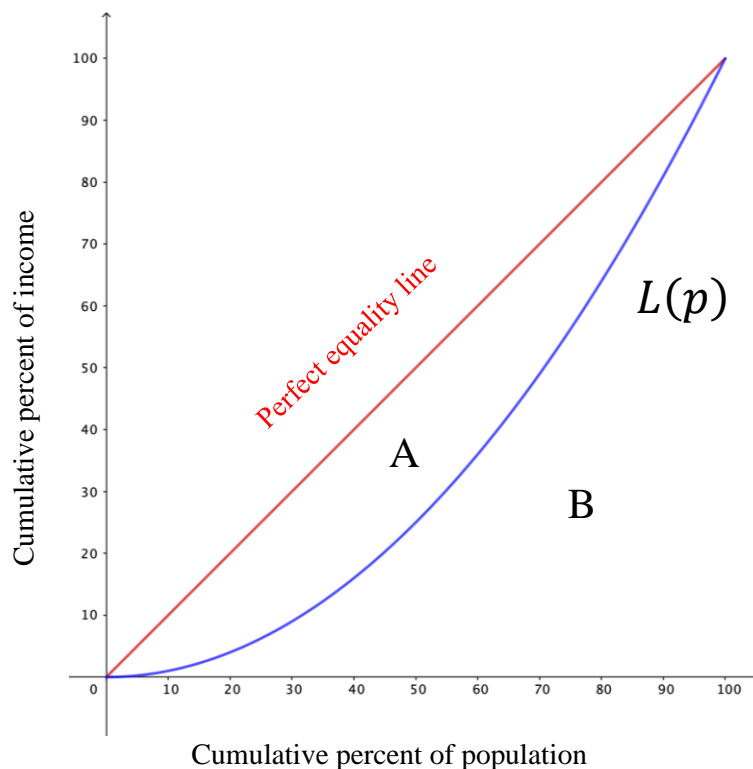 100
90
80
70
60
50
40
30
20
10
0
10 20 30 40 50 60 70 80 90 100
Cumulative percent of income
Perfect equality line
L(p)
A
B
Cumulative percent of population